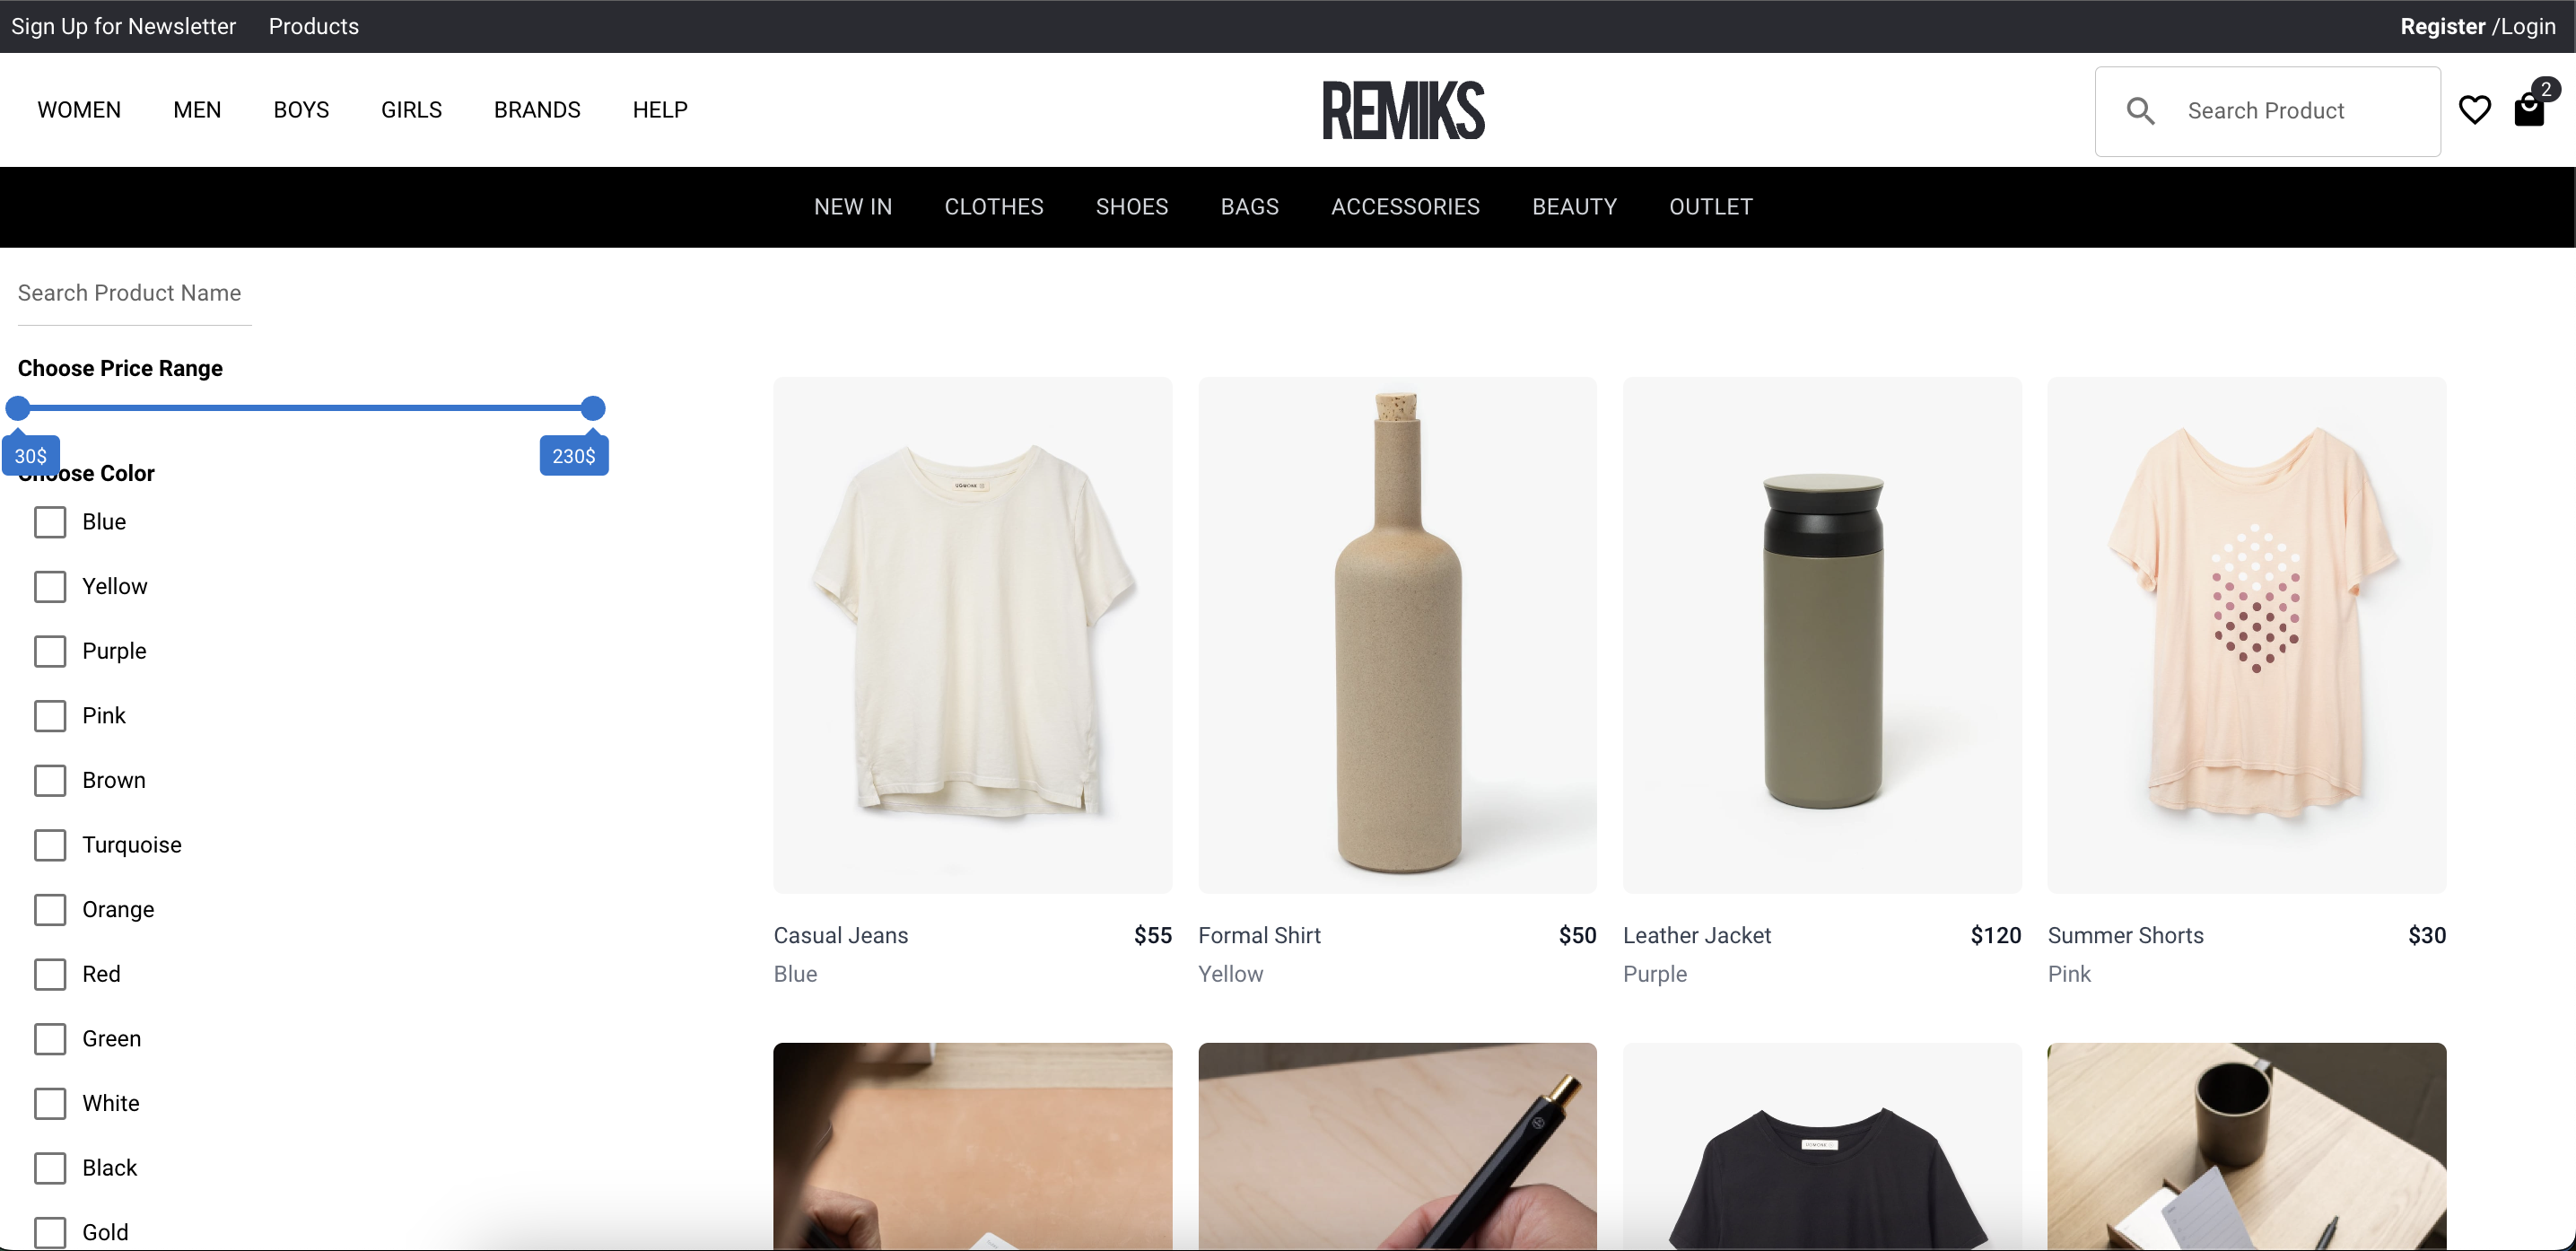 Sign Up for Newsletter Products Register /Login
WOMEN MEN BOYS GIRLS BRANDS HELP REMIKS Search Product 2
NEW IN CLOTHES SHOES BAGS ACCESSORIES BEAUTY OUTLET
Search Product Name
Choose Price Range
30$ 230$
Choose Color
Blue
Yellow
Purple
Pink
Brown
Turquoise
Orange
Red
Green
White
Black
Gold
Casual Jeans $55
Blue
Formal Shirt $50
Yellow
Leather Jacket $120
Purple
Summer Shorts $30
Pink